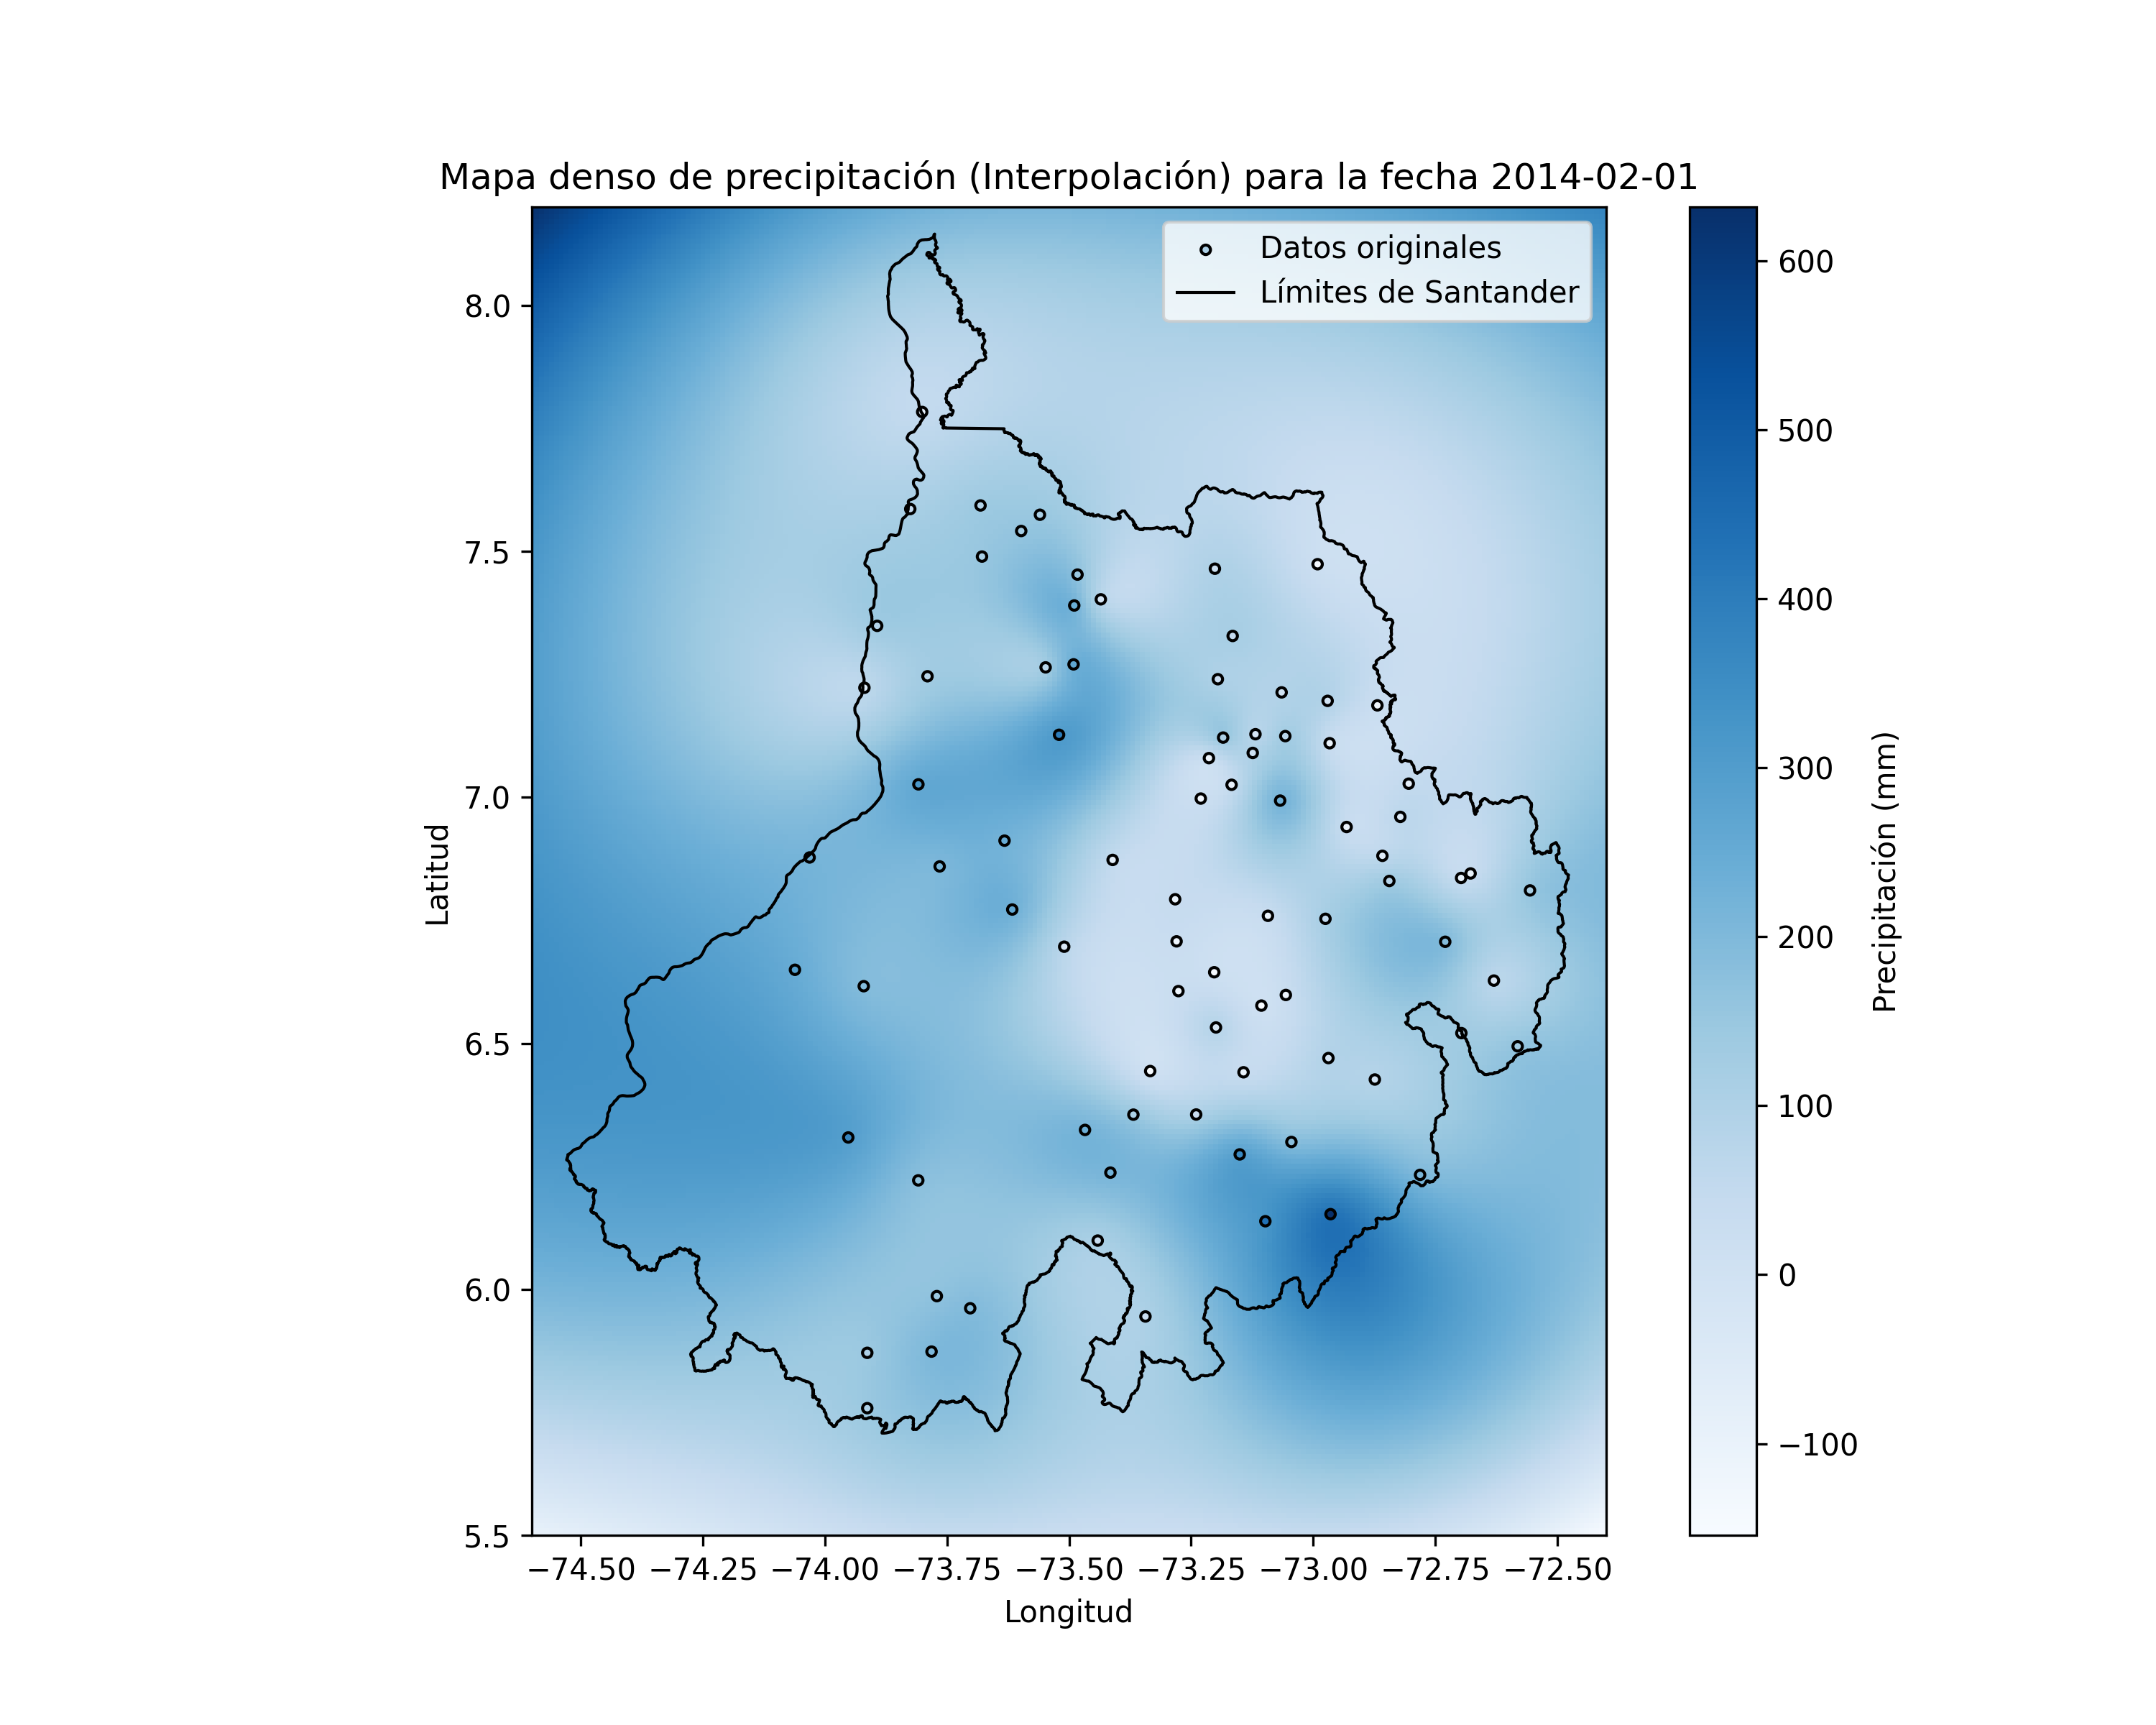 Mapa denso de precipitación (Interpolación) para la fecha 2014-02-01
Datos originales
Límites de Santander
8.0
7.5
7.0
6.5
6.0
5.5
Latitud
−74.50 −74.25 −74.00 −73.75 −73.50 −73.25 −73.00 −72.75 −72.50
Longitud
600
500
400
300
200
100
0
−100
Precipitación (mm)